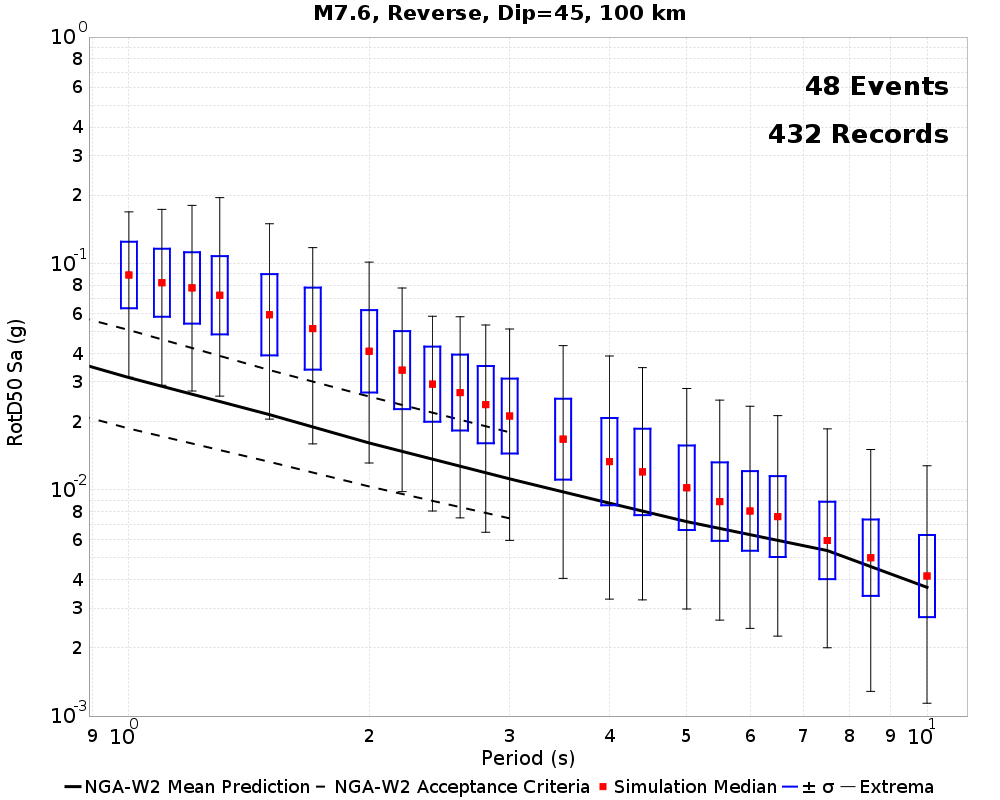 M7.6, Reverse, Dip=45, 100 km
48 Events
432 Records
RotD50 Sa (g)
10^0
8
6
4
3
2
10^-1
8
6
4
3
2
10^-2
8
6
4
3
2
10^-3
9 10^0 2 3 4 5 6 7 8 9 10^1
Period (s)
NGA-W2 Mean Prediction NGA-W2 Acceptance Criteria Simulation Median ± σ Extrema